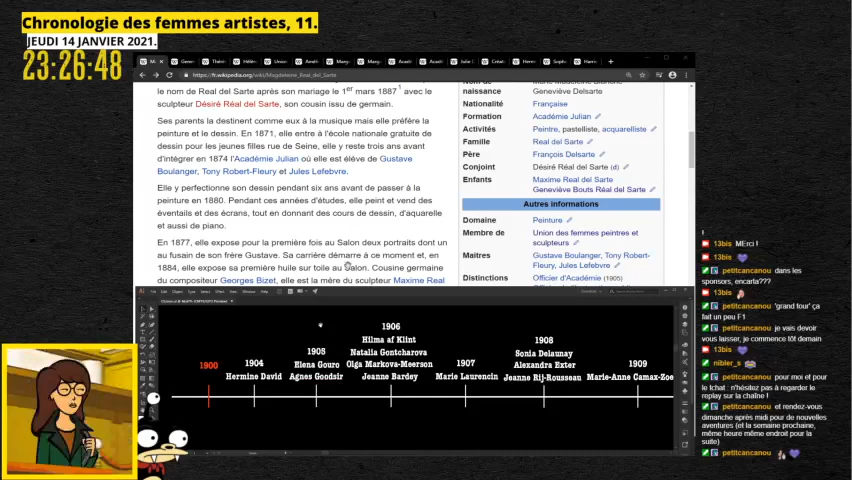 Chronologie des femmes artistes, 11.
JEUDI 14 JANVIER 2021.
23:26:48
https://fr.wikipedia.org/wiki/Magdeleine_Real_del_Sarte
le nom de Real del Sarte après son mariage le 1er mars 1887 1 avec le
sculpteur Désiré Réal del Sarte, son cousin issu de germain.
Ses parents la destinent comme eux à la musique mais elle préfère la
peinture et le dessin. En 1871, elle entre à l'école nationale gratuite de
dessin pour les jeunes filles rue de Seine, elle y reste trois ans avant
d'intégrer en 1874 l'Académie Julian où elle est élève de Gustave
Boulanger, Tony Robert-Fleury et Jules Lefebvre.
Elle y perfectionne son dessin pendant six ans avant de passer à la
peinture en 1880. Pendant ces années d'études, elle peint et vend des
éventails et des écrans, tout en donnant des cours de dessin, d'aquarelle
et aussi de piano.
En 1877, elle expose pour la première fois au Salon deux portraits dont un
au fusain de son frère Gustave. Sa carrière démarre à ce moment et, en
1884, elle expose sa première huile sur toile au Salon. Cousine germaine
du compositeur Georges Bizet, elle est la mère du sculpteur Maxime Real
naissance
Geneviève Delsarte
Nationalité Française
Formation Académie Julian
Activités Peintre, pastelliste, aquarelliste
Famille Real del Sarte
Père François Delsarte
Conjoint Désiré Réal del Sarte (d)
Enfants Maxime Real del Sarte
Geneviève Bouts Réal del Sarte
Autres informations
Domaine Peinture
Membre de Union des femmes peintres et
sculpteurs
Maîtres Gustave Boulanger, Tony Robert-
Fleury, Jules Lefebvre
Distinctions Officier d'Académie (1905)
1900
1904
Hermine David
1905
Elena Gouro
Agnes Goodsir
1906
Hilma af Klint
Natalia Gontcharova
Olga Markova-Meerson
Jeanne Bardey
1907
Marie Laurencin
1908
Sonia Delaunay
Alexandra Exter
Jeanne Rij-Rousseau
1909
Marie-Anne Camax-Zoe
!
13bis MErci !
13bis
petitcancanou dans les
sponsors, encarta???
13bis
petitcancanou 'grand tour' ça
fait un peu F1
petitcancanou je vais devoir
vous laisser, je commence tôt demain
13bis
nibler_s
petitcancanou pour moi et pour
le tchat : n'hésitez pas à regarder le
replay sur la chaîne !
petitcancanou et rendez-vous
dimanche après midi pour de nouvelles
aventures (et la semaine prochaine,
même heure même endroit pour la
suite)
petitcancanou